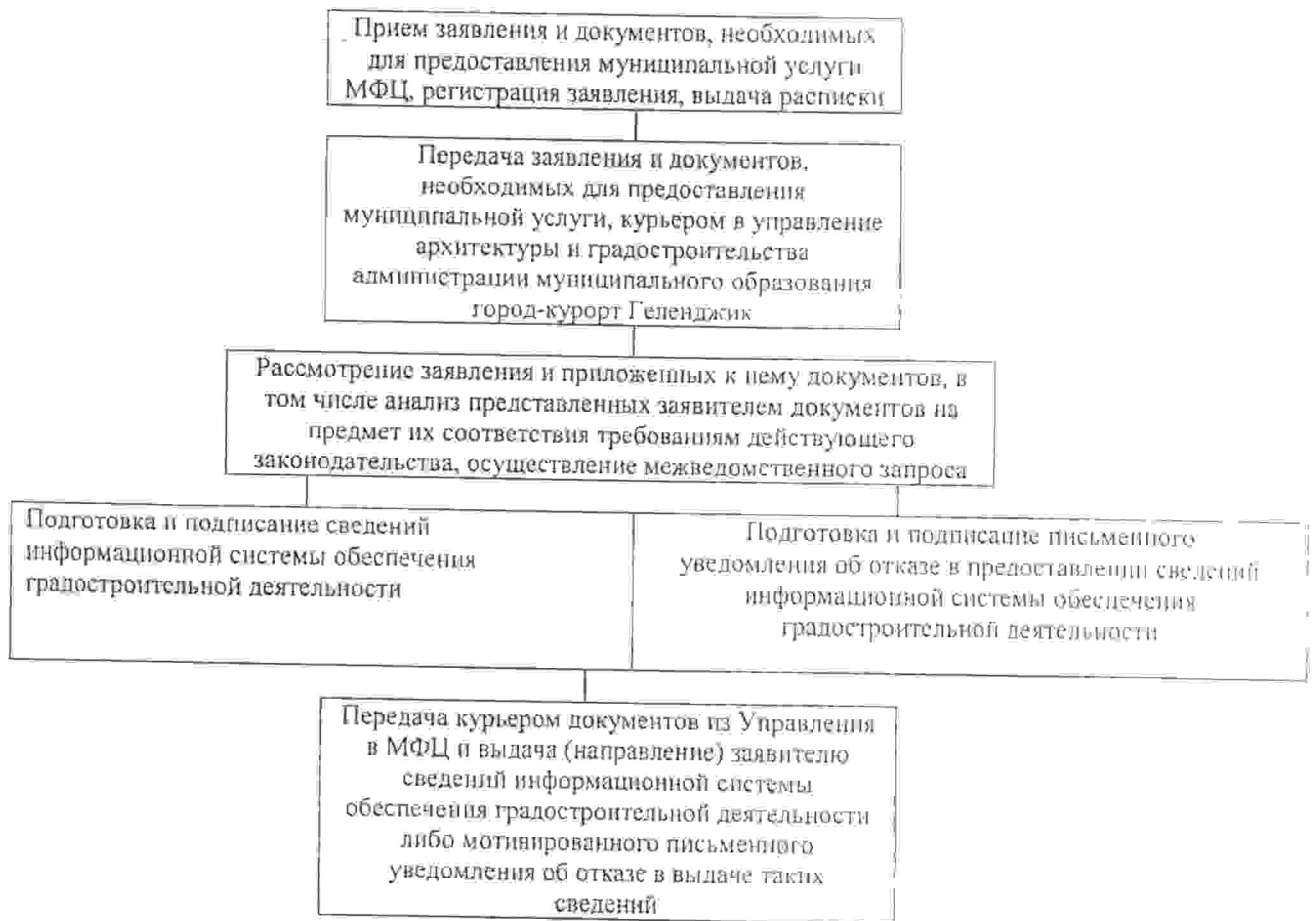 Прием заявления и документов, необходимых
для предоставления муниципальной услуги
МФЦ, регистрация заявления, выдача расписки
Передача заявления и документов,
необходимых для предоставления
муниципальной услуги, курьером в управление
архитектуры и градостроительства
администрации муниципального образования
город-курорт Геленджик
Рассмотрение заявления и приложенных к нему документов, в
том числе анализ представленных заявителем документов на
предмет их соответствия требованиям действующего
законодательства, осуществление межведомственного запроса
Подготовка и подписание сведений
информационной системы обеспечения
градостроительной деятельности
Подготовка и подписание письменного
уведомления об отказе в предоставлении сведений
информационной системы обеспечения
градостроительной деятельности
Передача курьером документов из Управления
в МФЦ и выдача (направление) заявителю
сведений информационной системы
обеспечения градостроительной деятельности
либо мотивированного письменного
уведомления об отказе в выдаче таких
сведений